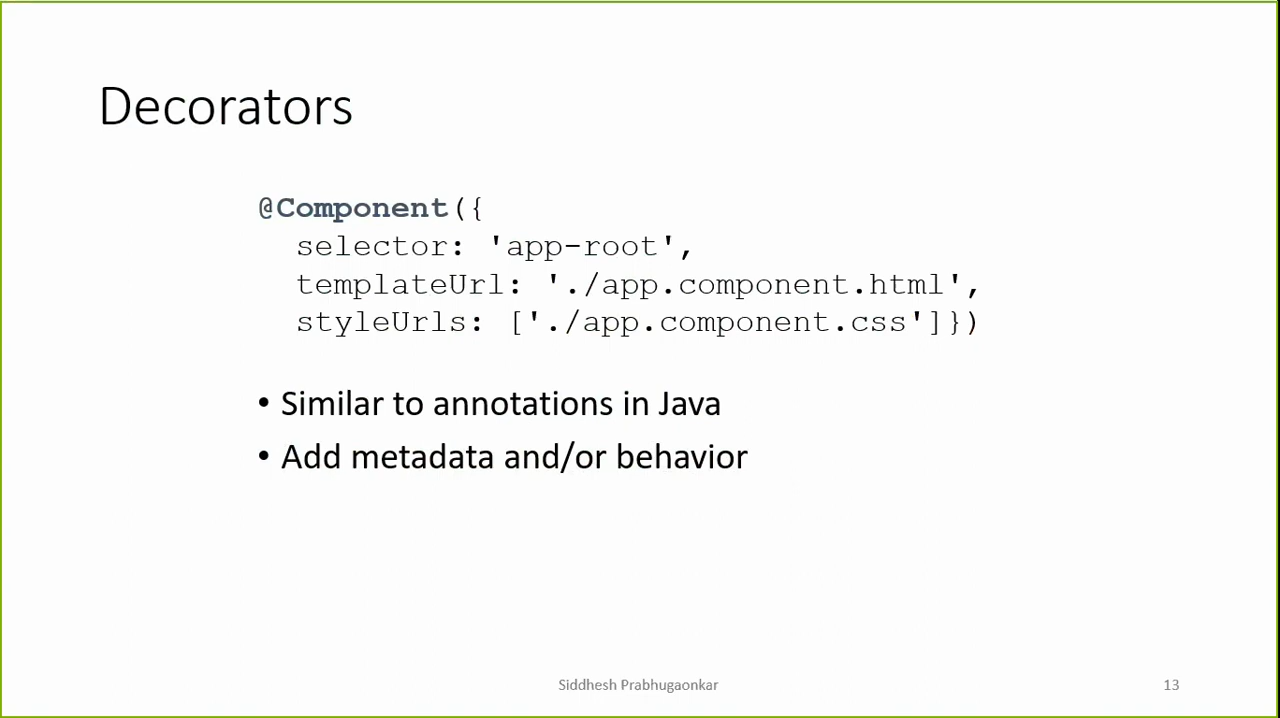 Decorators
@Component({
selector: 'app-root',
templateUrl: './app.component.html',
styleUrls: ['./app.component.css']})
• Similar to annotations in Java
• Add metadata and/or behavior
Siddhesh Prabhugaonkar
13